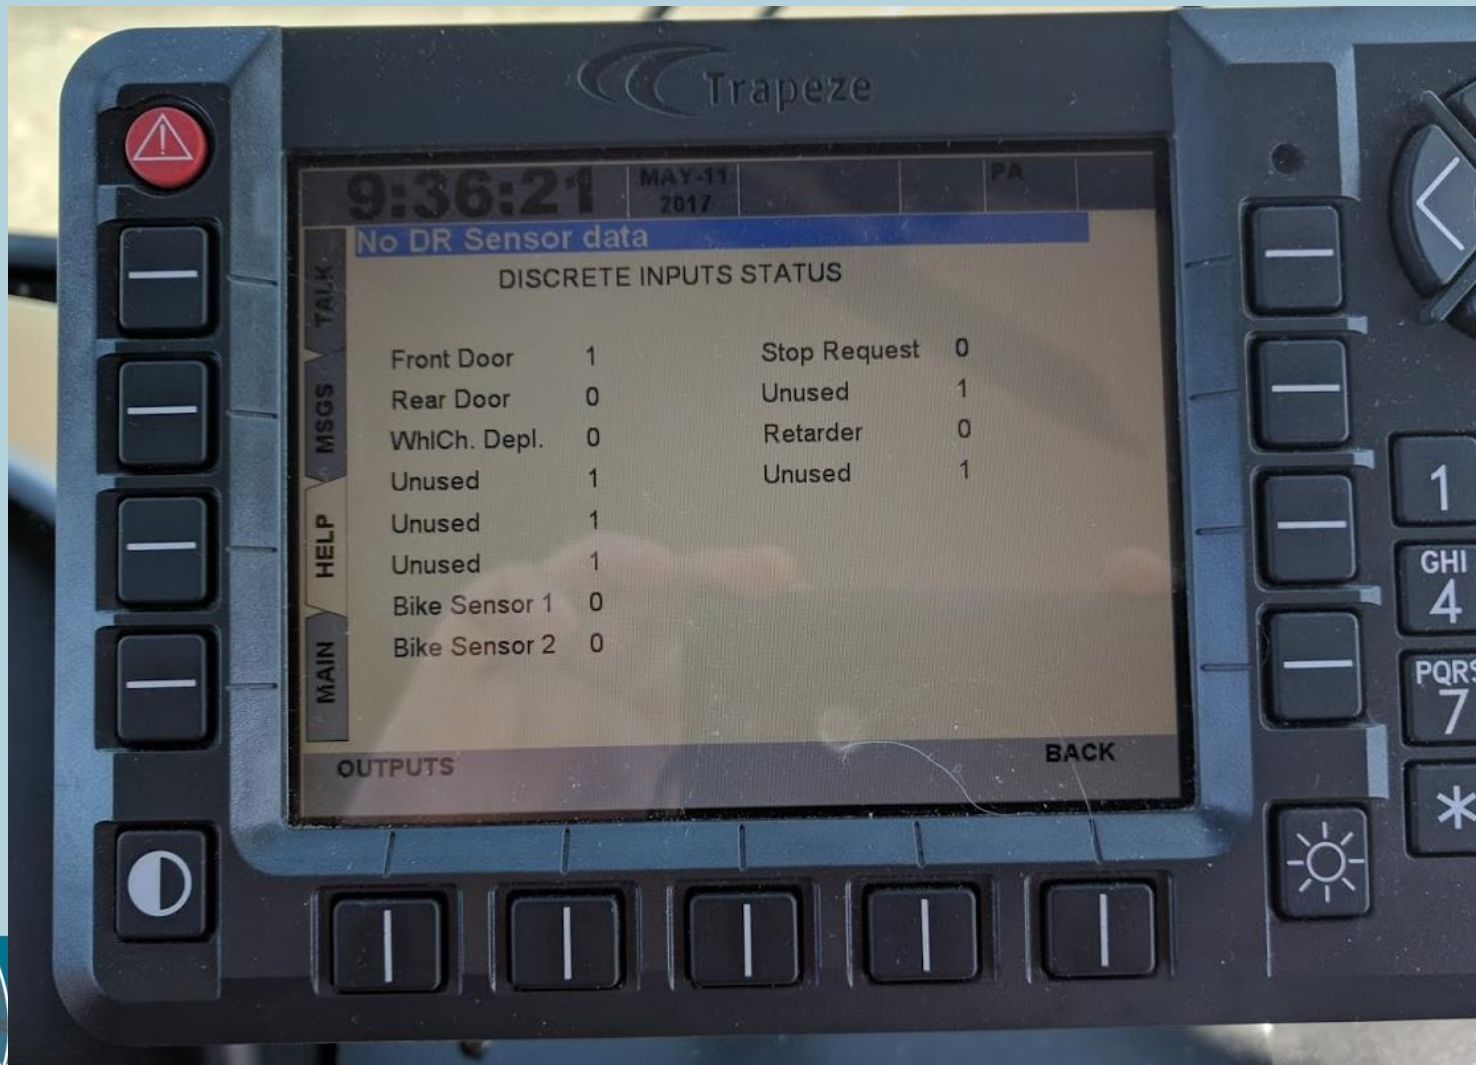 Trapeze
9:36:21 MAY-11 2017 PA
No DR Sensor data
DISCRETE INPUTS STATUS
TALK
MSGS
HELP
MAIN
Front Door 1
Rear Door 0
WhlCh. Depl. 0
Unused 1
Unused 1
Unused 1
Bike Sensor 1 0
Bike Sensor 2 0
Stop Request 0
Unused 1
Retarder 0
Unused 1
OUTPUTS BACK
1
GHI
4
PQRS
7
*